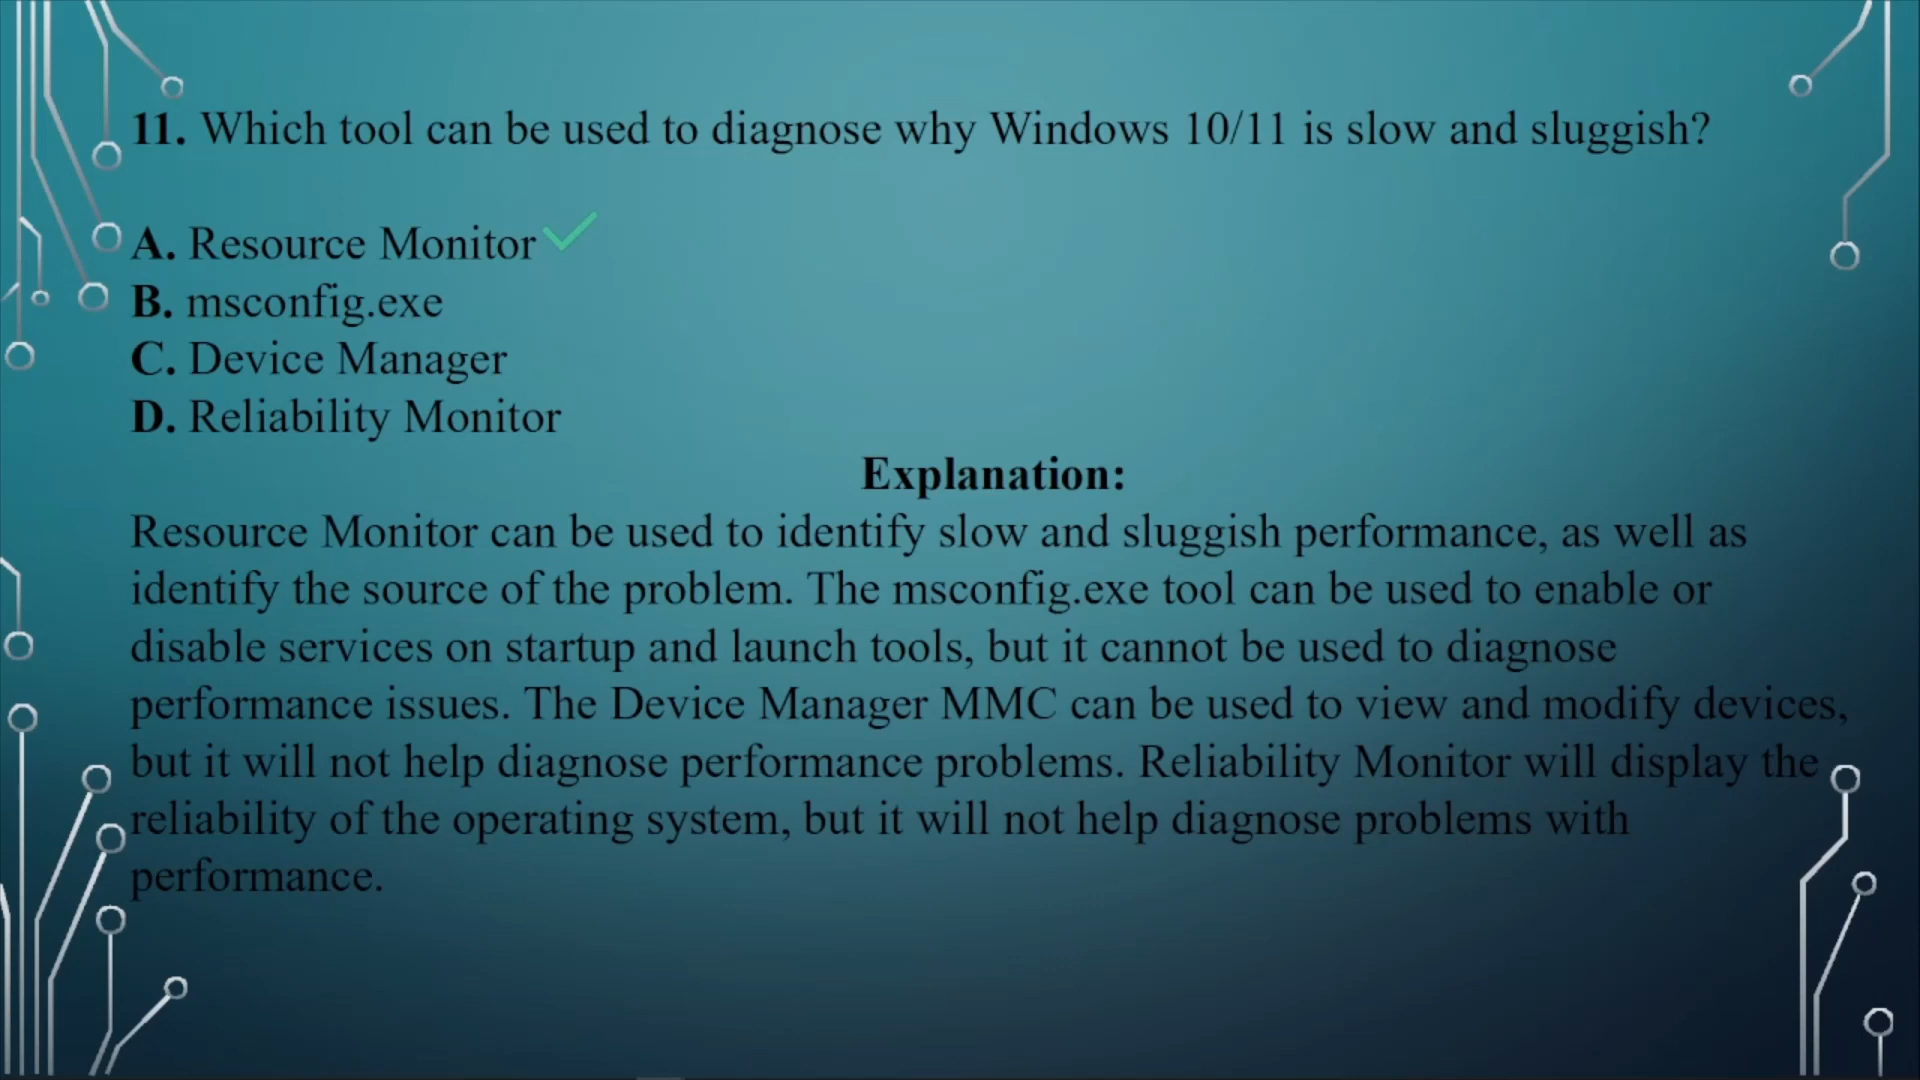 11. Which tool can be used to diagnose why Windows 10/11 is slow and sluggish?
A. Resource Monitor
B. msconfig.exe
C. Device Manager
D. Reliability Monitor
Explanation:
Resource Monitor can be used to identify slow and sluggish performance, as well as
identify the source of the problem. The msconfig.exe tool can be used to enable or
disable services on startup and launch tools, but it cannot be used to diagnose
performance issues. The Device Manager MMC can be used to view and modify devices,
but it will not help diagnose performance problems. Reliability Monitor will display the
reliability of the operating system, but it will not help diagnose problems with
performance.